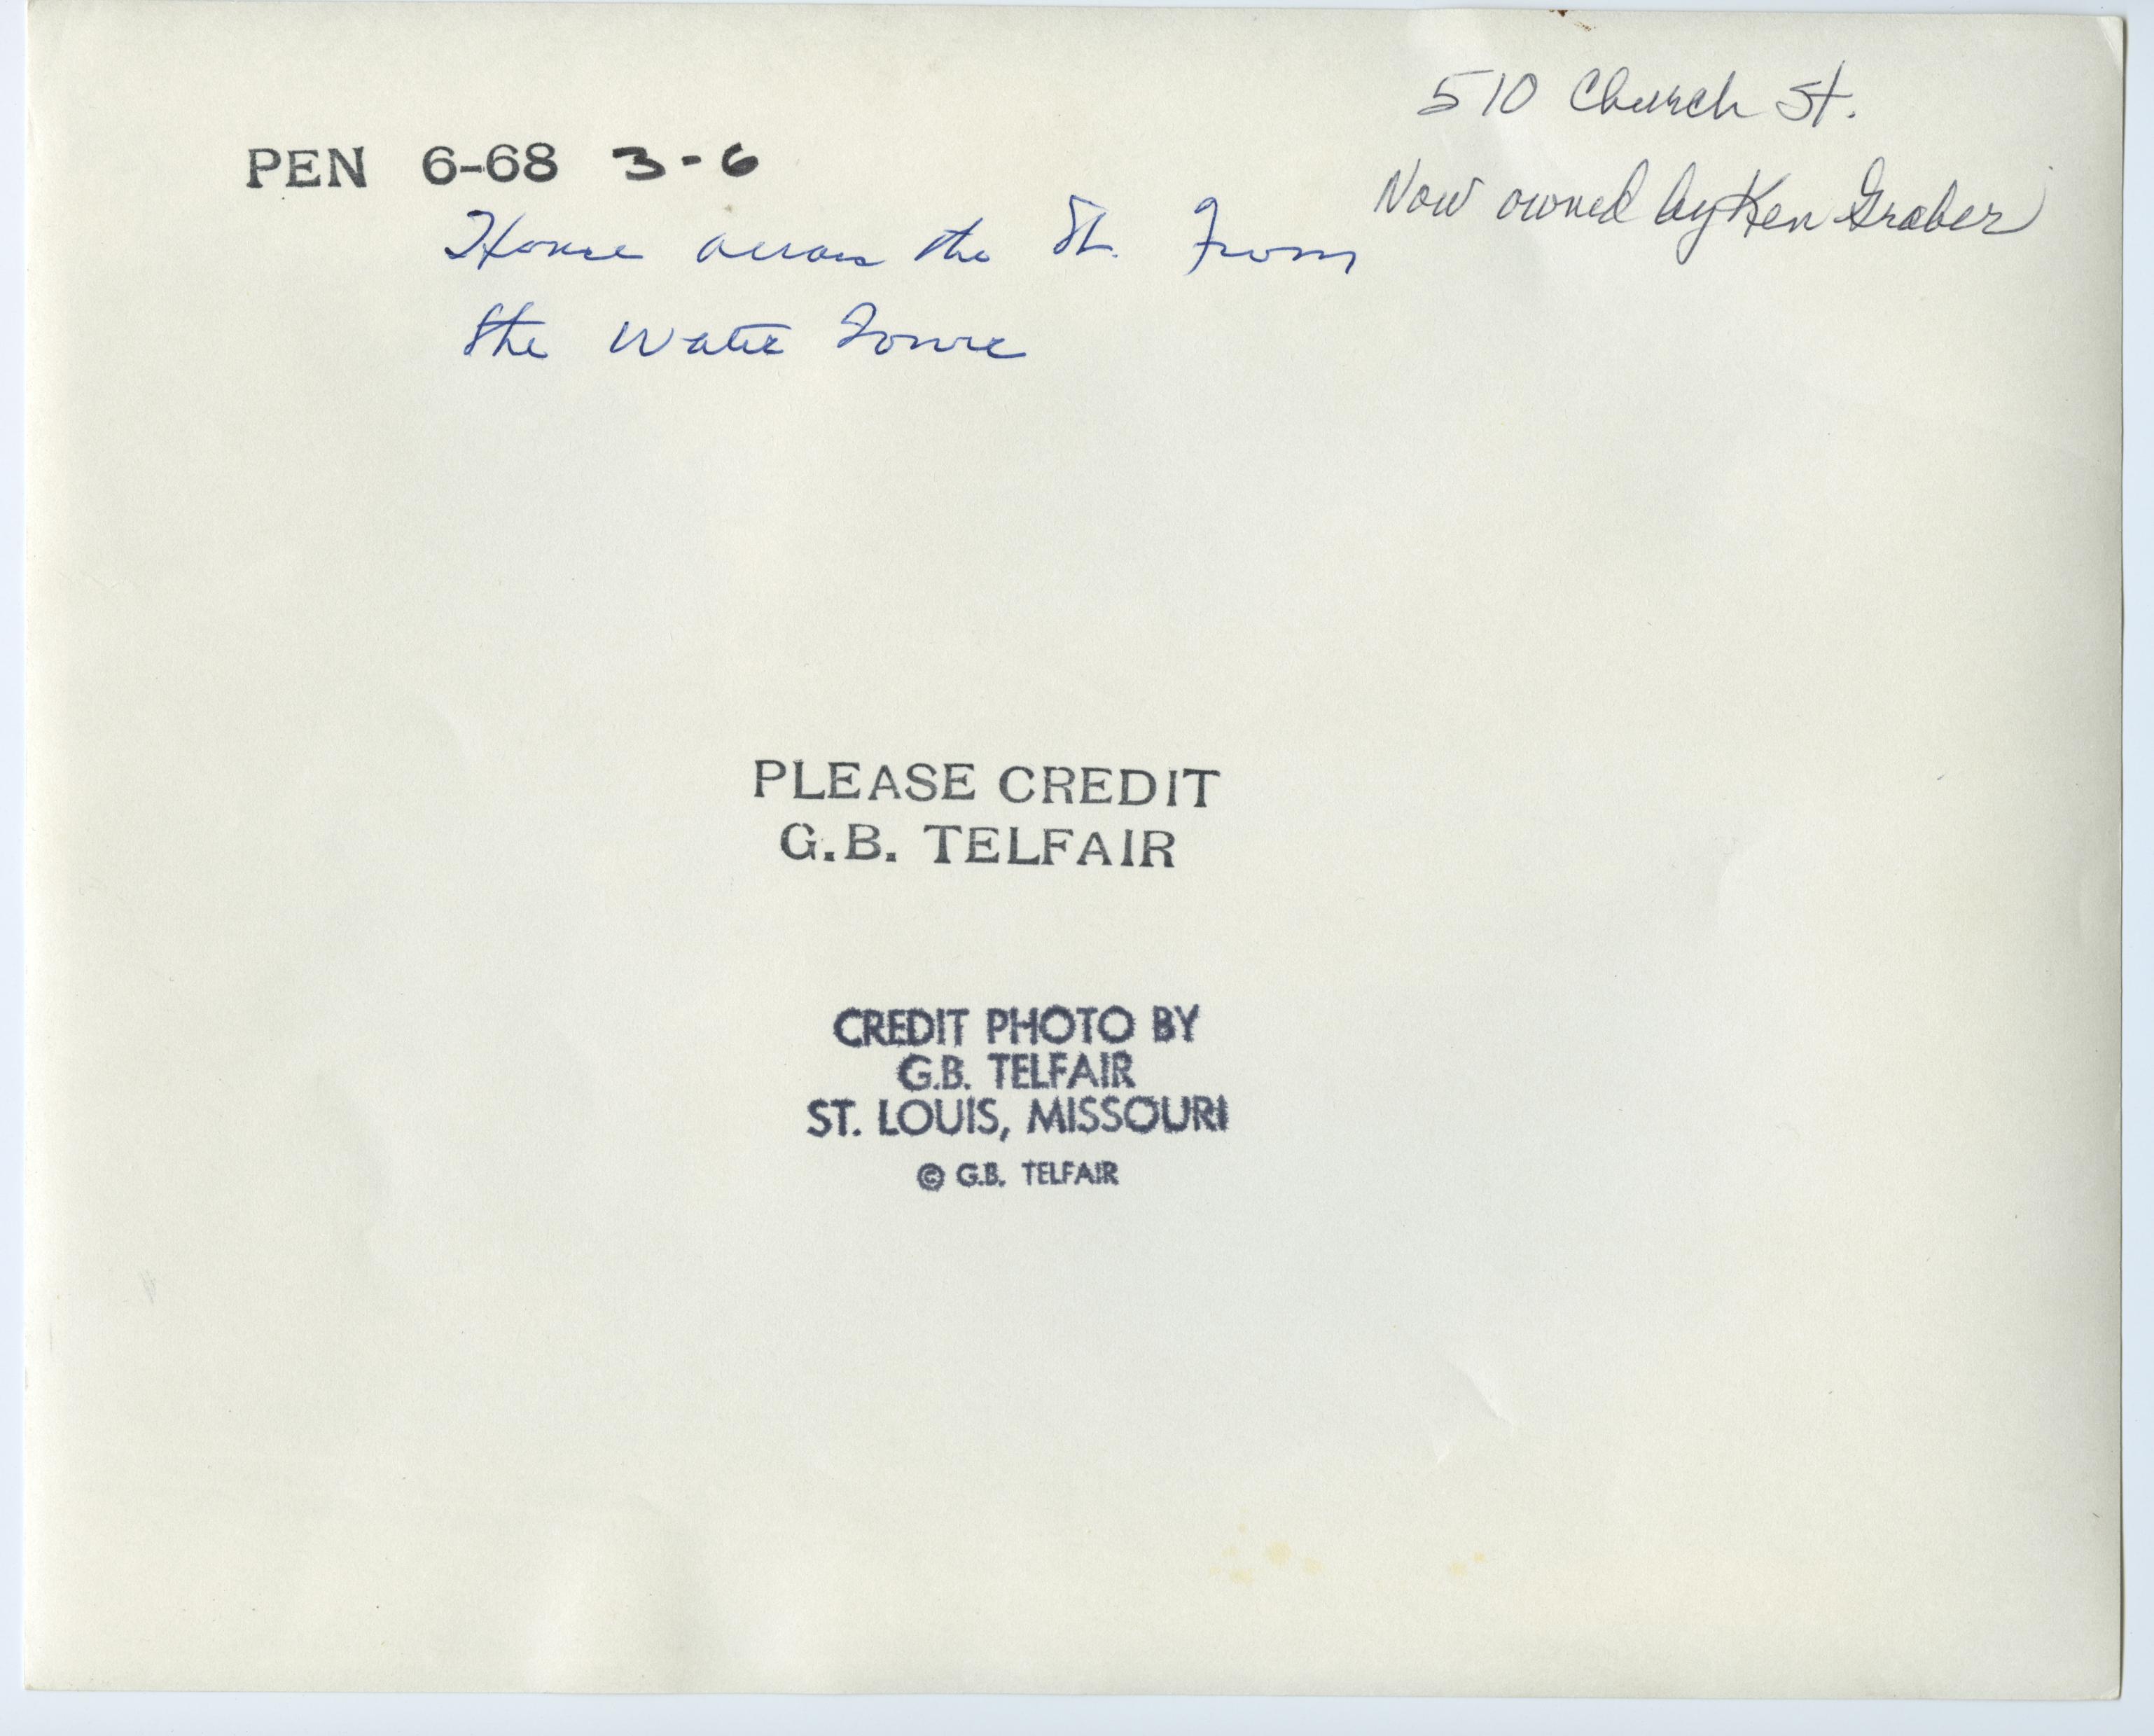 510 Church St.
Now owned by Ken Graber
PEN 6-68 3-6
House across the St. From
the Water Towre
PLEASE CREDIT
G.B. TELFAIR
CREDIT PHOTO BY
G.B. TELFAIR
ST. LOUIS, MISSOURI
© G.B. TELFAIR